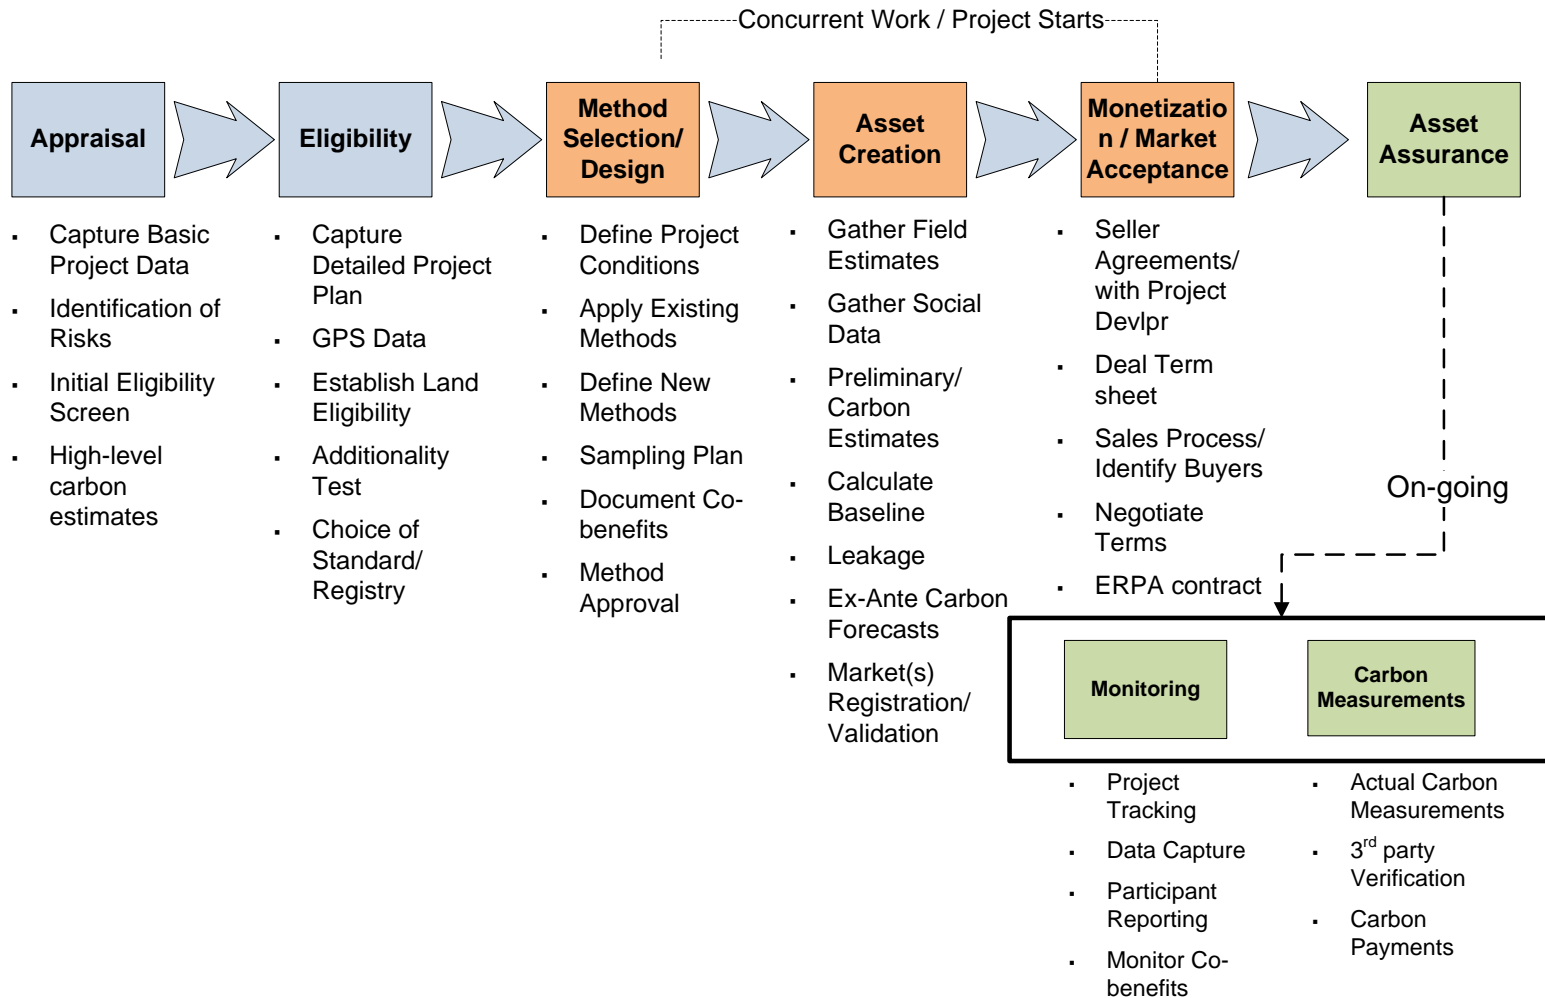 Concurrent Work / Project Starts
Appraisal
Eligibility
Method
Selection/
Design
Asset
Creation
Monetizatio
n / Market
Acceptance
Asset
Assurance
▪ Capture Basic
Project Data
▪ Identification of
Risks
▪ Initial Eligibility
Screen
▪ High-level
carbon
estimates
▪ Capture
Detailed Project
Plan
▪ GPS Data
▪ Establish Land
Eligibility
▪ Additionality
Test
▪ Choice of
Standard/
Registry
▪ Define Project
Conditions
▪ Apply Existing
Methods
▪ Define New
Methods
▪ Sampling Plan
▪ Document Co-
benefits
▪ Method
Approval
▪ Gather Field
Estimates
▪ Gather Social
Data
▪ Preliminary/
Carbon
Estimates
▪ Calculate
Baseline
▪ Leakage
▪ Ex-Ante Carbon
Forecasts
▪ Market(s)
Registration/
Validation
▪ Seller
Agreements/
with Project
Devlpr
▪ Deal Term
sheet
▪ Sales Process/
Identify Buyers
▪ Negotiate
Terms
▪ ERPA contract
On-going
Monitoring
Carbon
Measurements
▪ Project
Tracking
▪ Data Capture
▪ Participant
Reporting
▪ Monitor Co-
benefits
▪ Actual Carbon
Measurements
▪ 3rd party
Verification
▪ Carbon
Payments